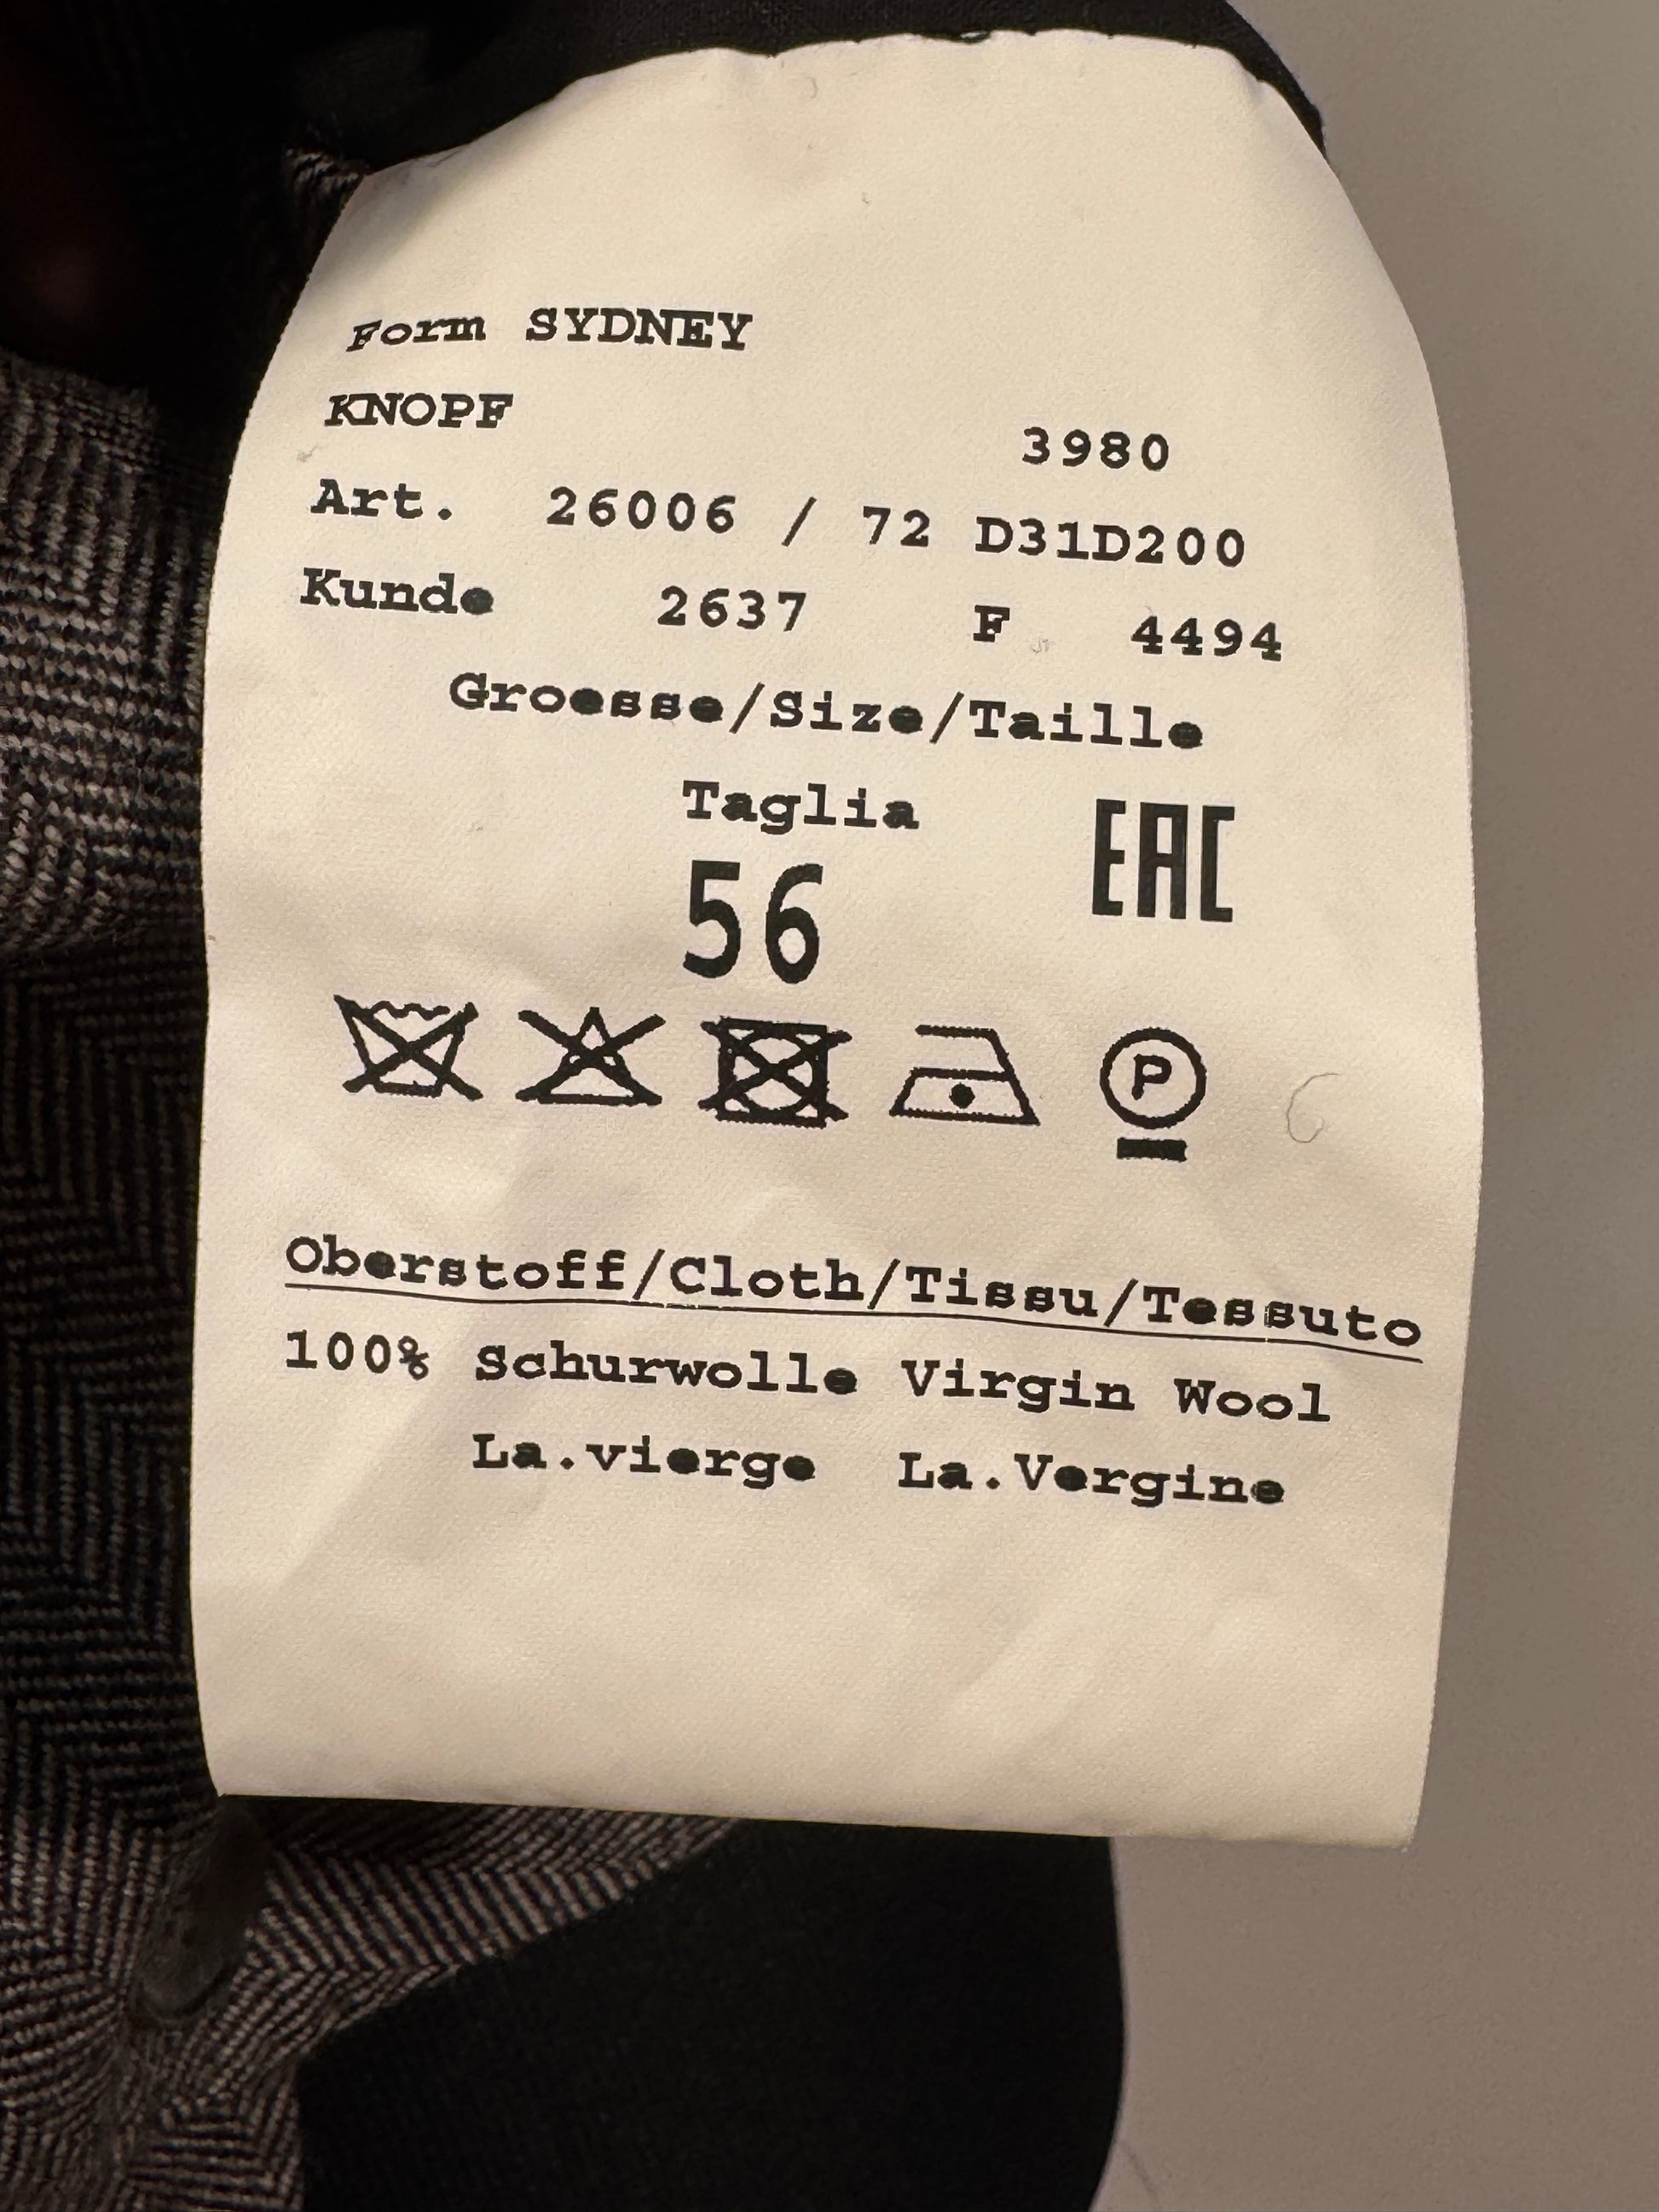 Form SYDNEY
KNOPF 3980
Art. 26006 / 72 D31D200
Kunde 2637 F 4494
Groesse/Size/Taille
Taglia
56 EAC
P
Oberstoff/Cloth/Tissu/Tessuto
100% Schurwolle Virgin Wool
La.vierge La.Vergine